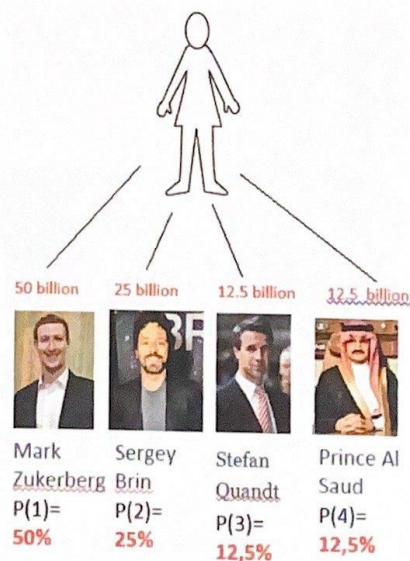 50 billion
25 billion
12.5 billion
12.5 billion
Mark
Zukerberg
P(1)=
50%
Sergey
Brin
P(2)=
25%
Stefan
Quandt
P(3)=
12,5%
Prince Al
Saud
P(4)=
12,5%